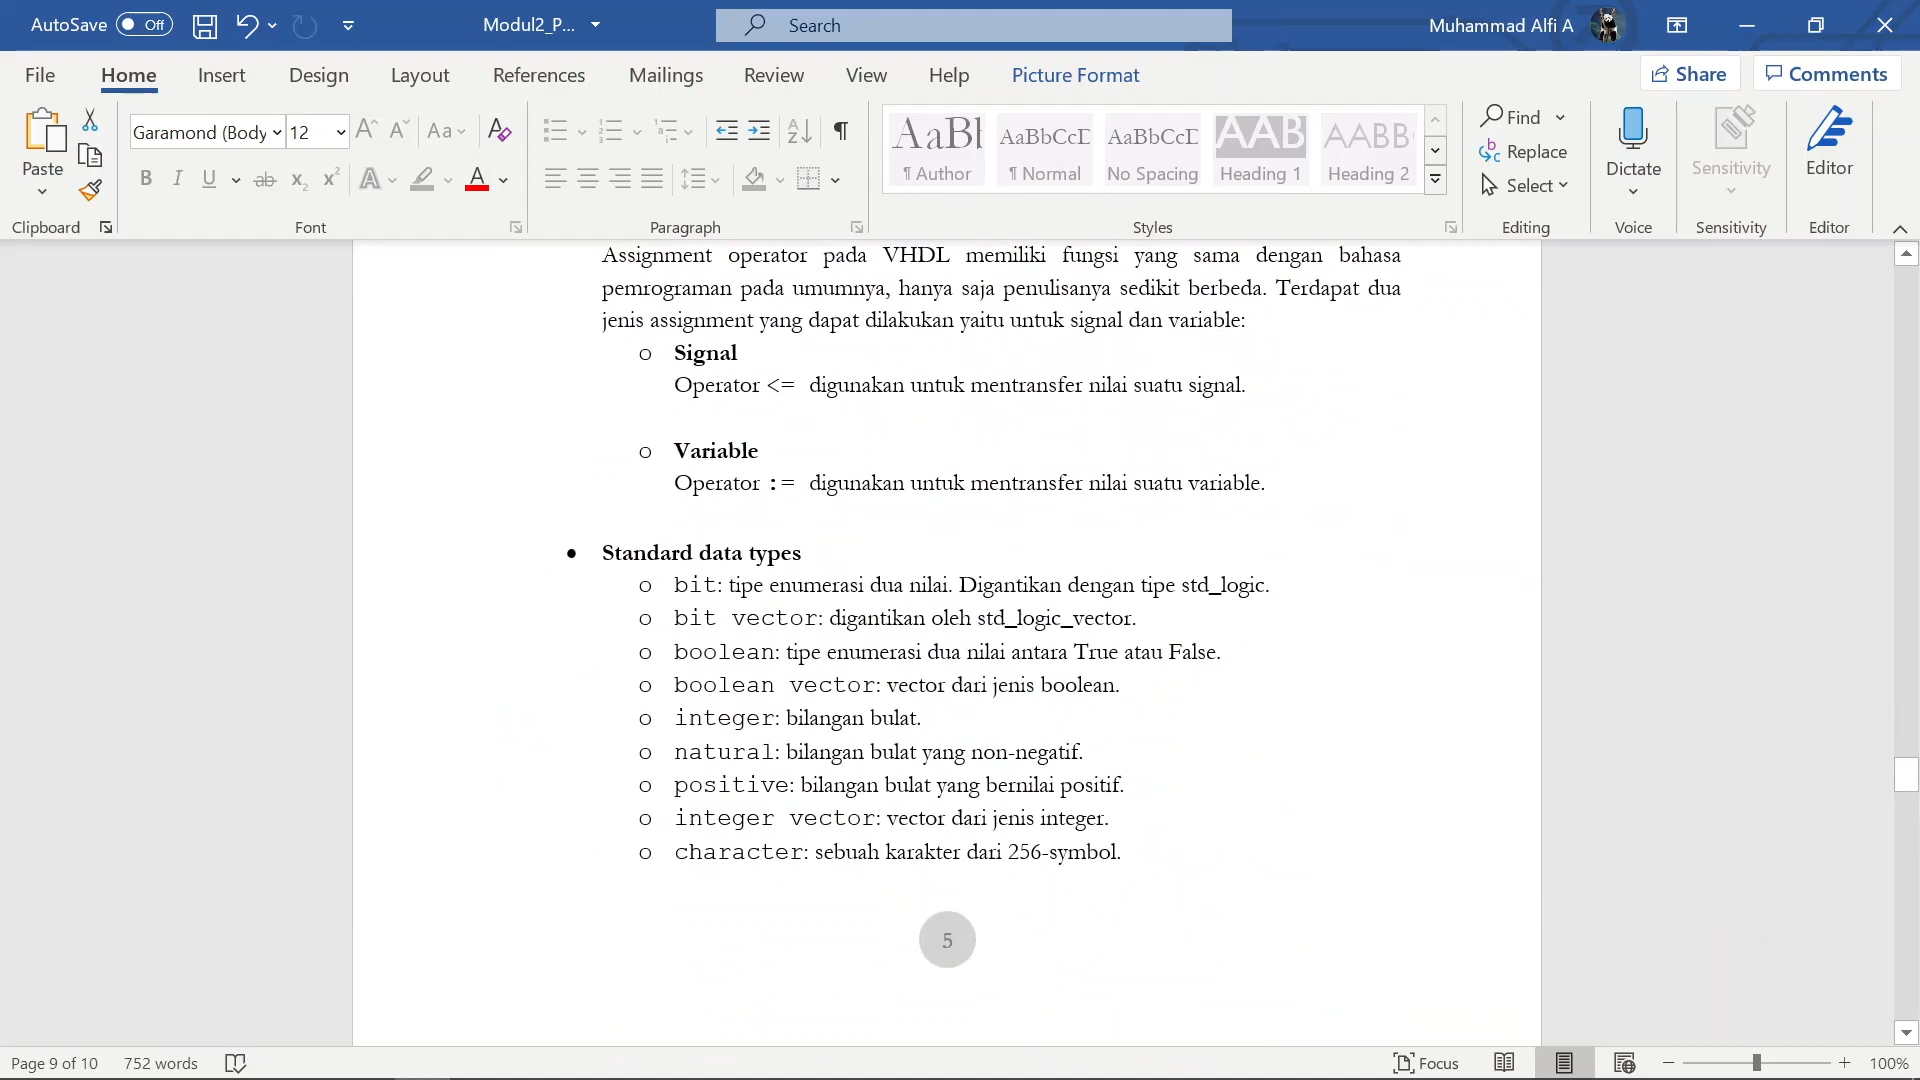 AutoSave Off
Modul2_P...
Search
Muhammad Alfi A
File Home Insert Design Layout References Mailings Review View Help Picture Format
Share Comments
Garamond (Body 12
Paste
Clipboard
Font
Paragraph
AaBl AaBbCcD AaBbCcD AAB AABB
¶ Author ¶ Normal No Spacing Heading 1 Heading 2
Styles
Find
Replace
Select
Editing
Dictate
Voice
Sensitivity
Sensitivity
Editor
Editor
Assignment operator pada VHDL memiliki fungsi yang sama dengan bahasa
pemrograman pada umumnya, hanya saja penulisanya sedikit berbeda. Terdapat dua
jenis assignment yang dapat dilakukan yaitu untuk signal dan variable:
o Signal
Operator <= digunakan untuk mentransfer nilai suatu signal.
o Variable
Operator := digunakan untuk mentransfer nilai suatu variable.
• Standard data types
o bit: tipe enumerasi dua nilai. Digantikan dengan tipe std_logic.
o bit vector: digantikan oleh std_logic_vector.
o boolean: tipe enumerasi dua nilai antara True atau False.
o boolean vector: vector dari jenis boolean.
o integer: bilangan bulat.
o natural: bilangan bulat yang non-negatif.
o positive: bilangan bulat yang bernilai positif.
o integer vector: vector dari jenis integer.
o character: sebuah karakter dari 256-symbol.
5
Page 9 of 10 752 words
Focus
100%